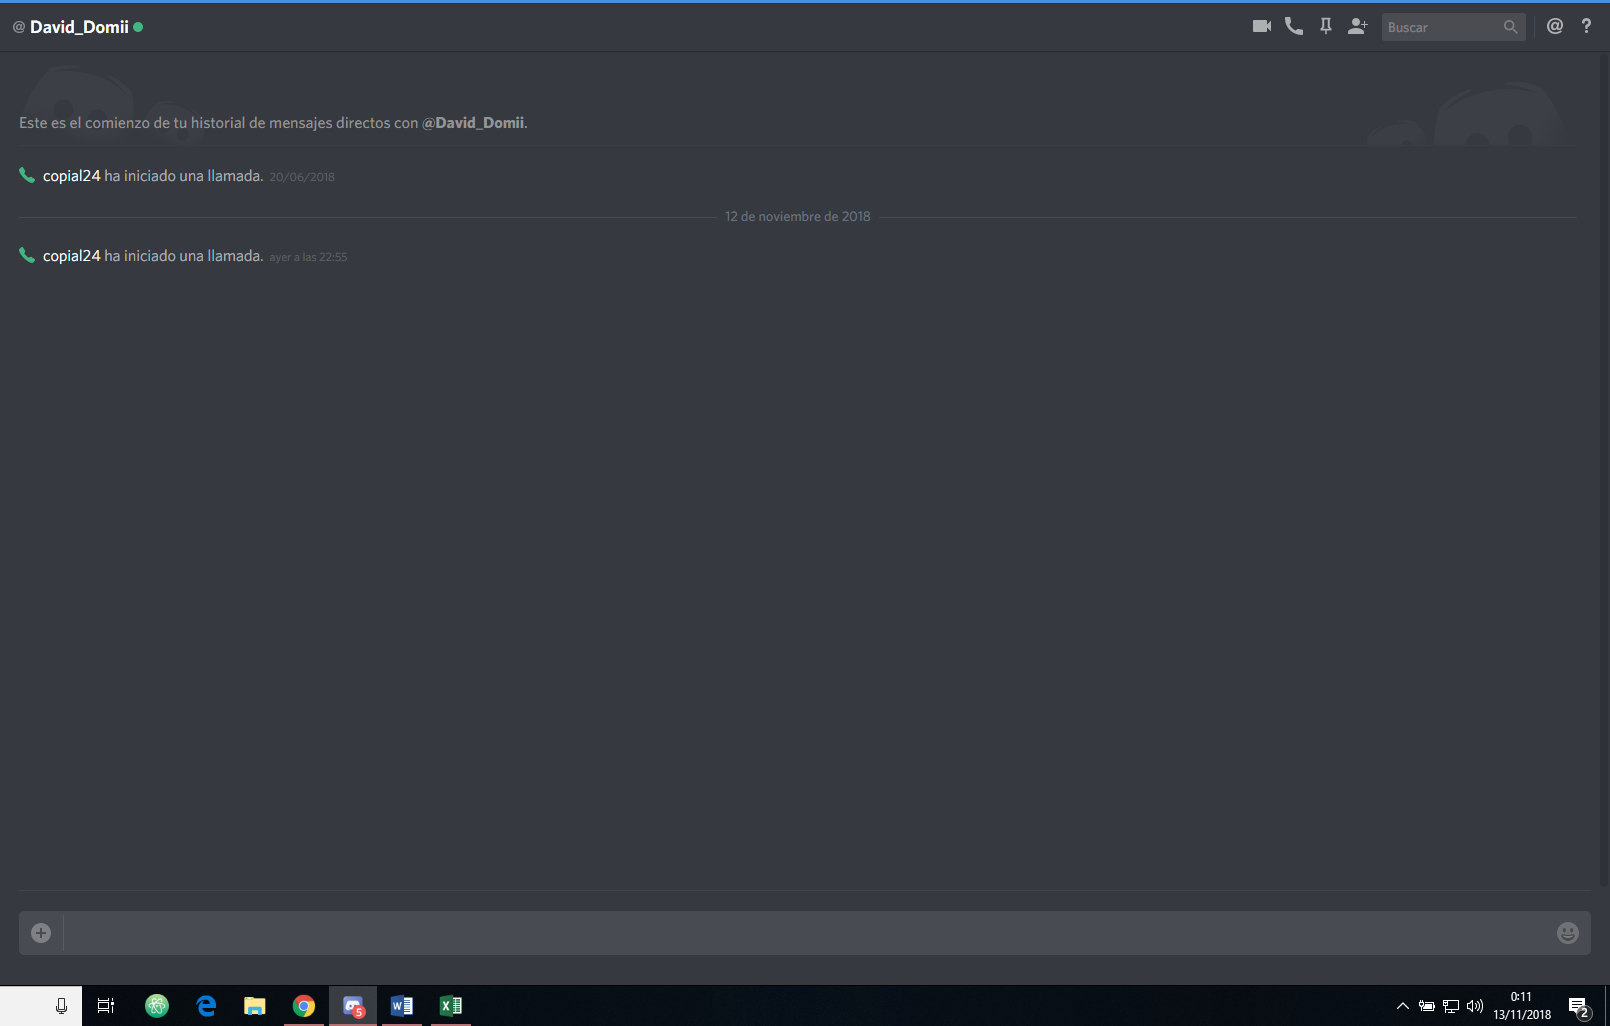 @ David_Domii
Buscar
@ ?
Este es el comienzo de tu historial de mensajes directos con @David_Domii.
copial24 ha iniciado una llamada. 20/06/2018
12 de noviembre de 2018
copial24 ha iniciado una llamada. ayer a las 22:55
5
0:11
13/11/2018
2